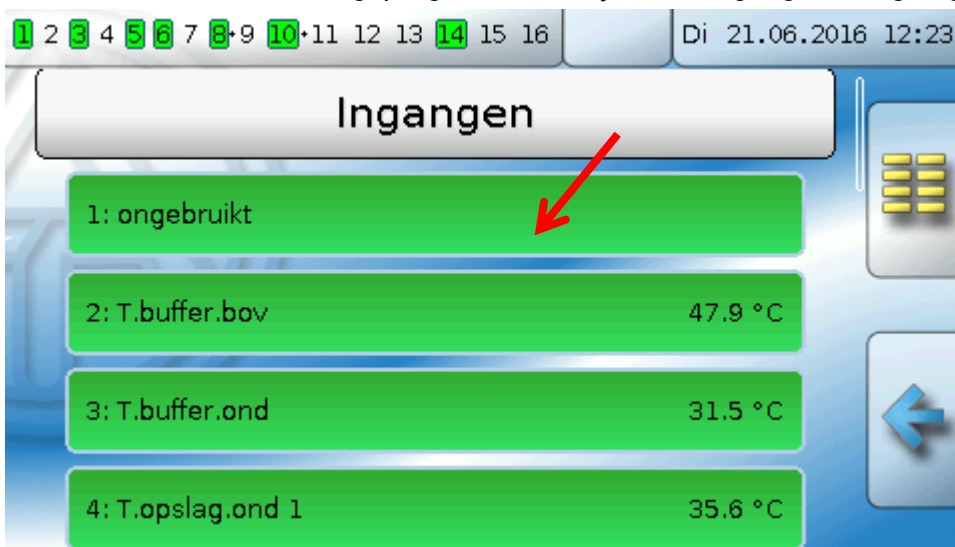 1 2 3 4 5 6 7 8+9 10+11 12 13 14 15 16 Di 21.06.2016 12:23
Ingangen
1: ongebruikt
2: T.buffer.bov 47.9 °C
3: T.buffer.ond 31.5 °C
4: T.opslag.ond 1 35.6 °C